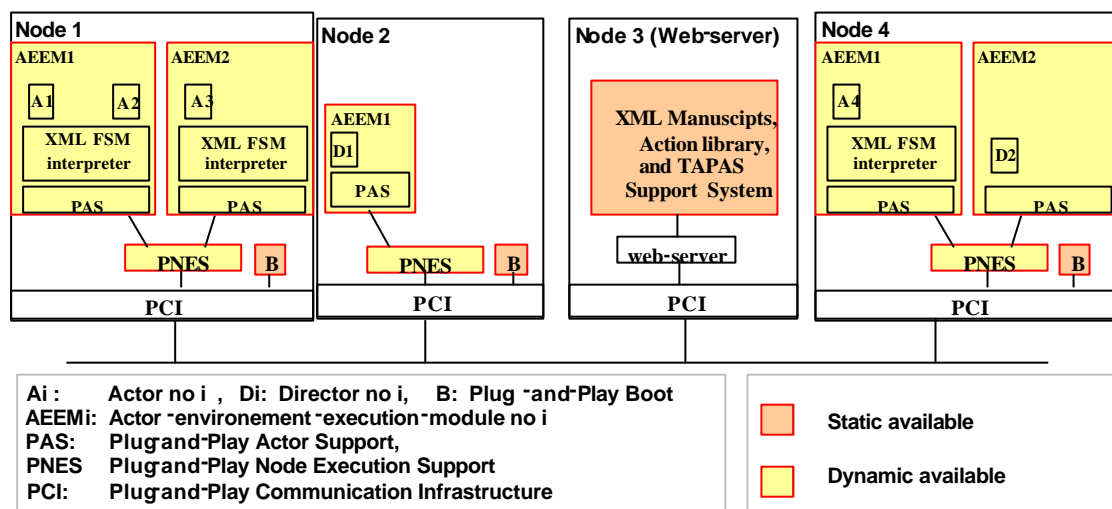 Node 1
AEEM1
A1
A2
XML FSM
interpreter
PAS
AEEM2
A3
XML FSM
interpreter
PAS
PNES
B
PCI
Node 2
AEEM1
D1
PAS
PNES
B
PCI
Node 3 (Web-server)
XML Manuscipts,
Action library,
and TAPAS
Support System
web-server
PCI
Node 4
AEEM1
A4
XML FSM
interpreter
PAS
AEEM2
D2
PAS
PNES
B
PCI
Ai : Actor no i , Di: Director no i, B: Plug -and-Play Boot
AEEMi: Actor -environement -execution-module no i
PAS: Plug-and-Play Actor Support,
PNES Plug-and-Play Node Execution Support
PCI: Plug-and-Play Communication Infrastructure
Static available
Dynamic available